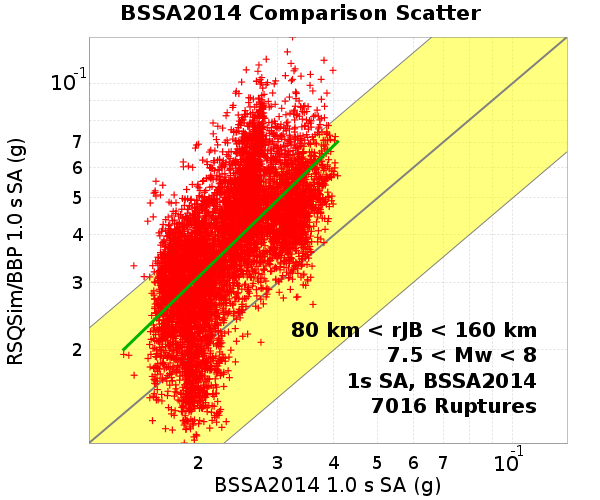 BSSA2014 Comparison Scatter
RSQSim/BBP 1.0 s SA (g)
10⁻¹
7
6
5
4
3
2
80 km < rJB < 160 km
7.5 < Mw < 8
1s SA, BSSA2014
7016 Ruptures
2 3 4 5 6 7 10⁻¹
BSSA2014 1.0 s SA (g)